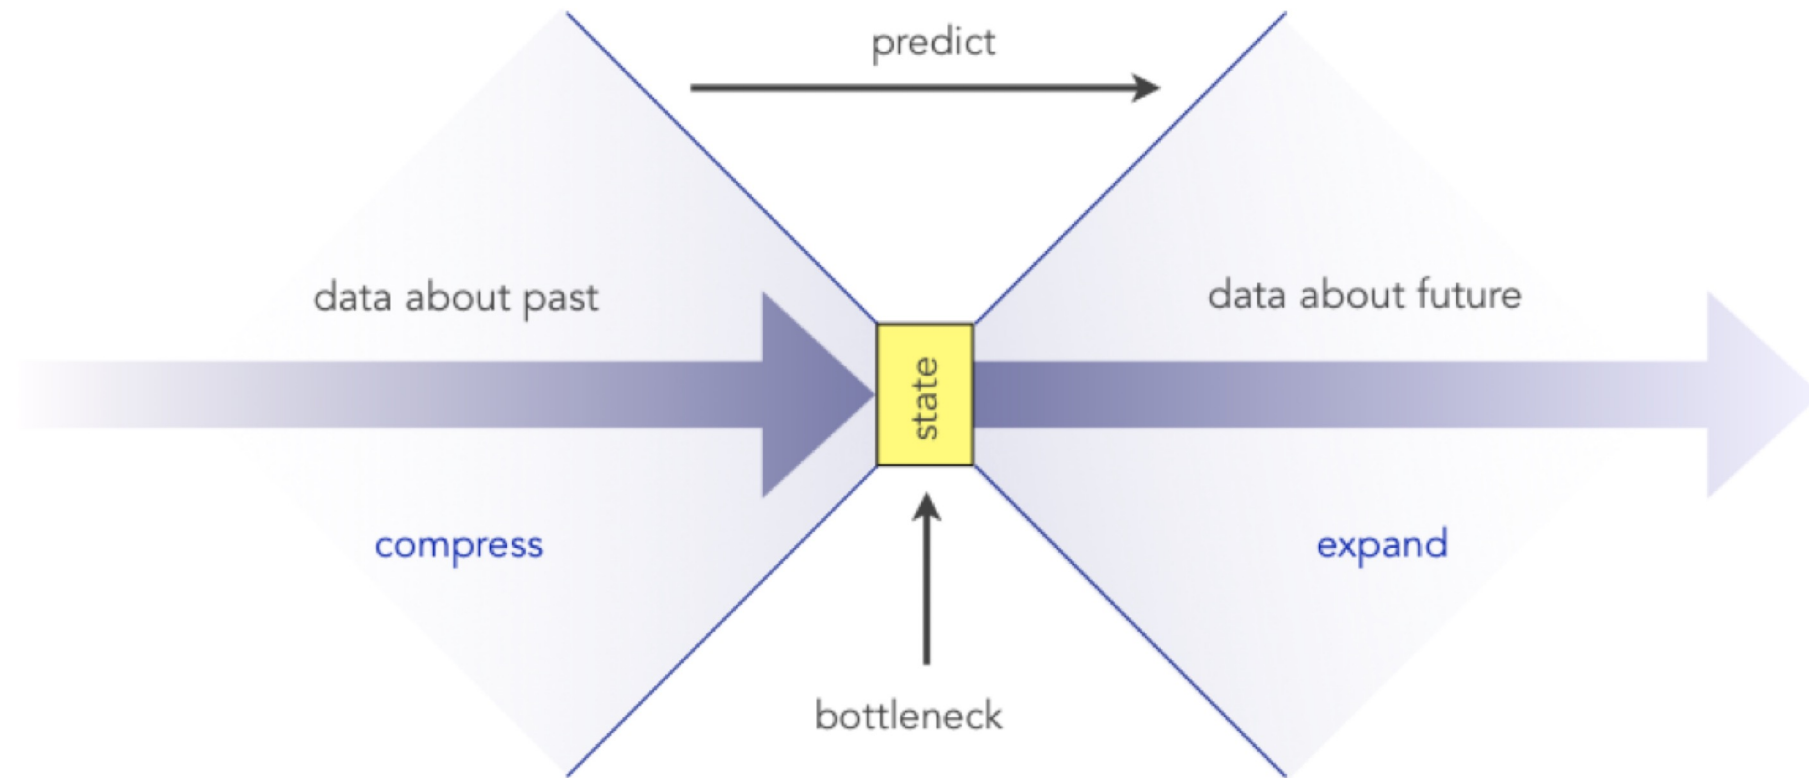 predict
data about past
data about future
state
compress
expand
bottleneck